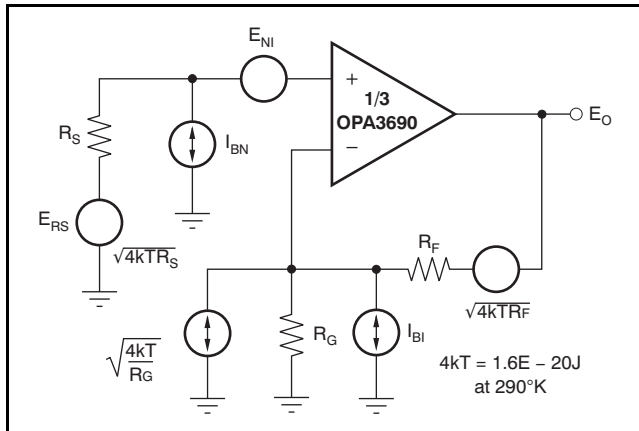 E_NI
+
1/3
OPA3690
−
E_O
R_S
I_BN
E_RS
√4kTR_S
R_F
√4kTR_F
√4kT/R_G
R_G
I_BI
4kT = 1.6E − 20J
at 290°K